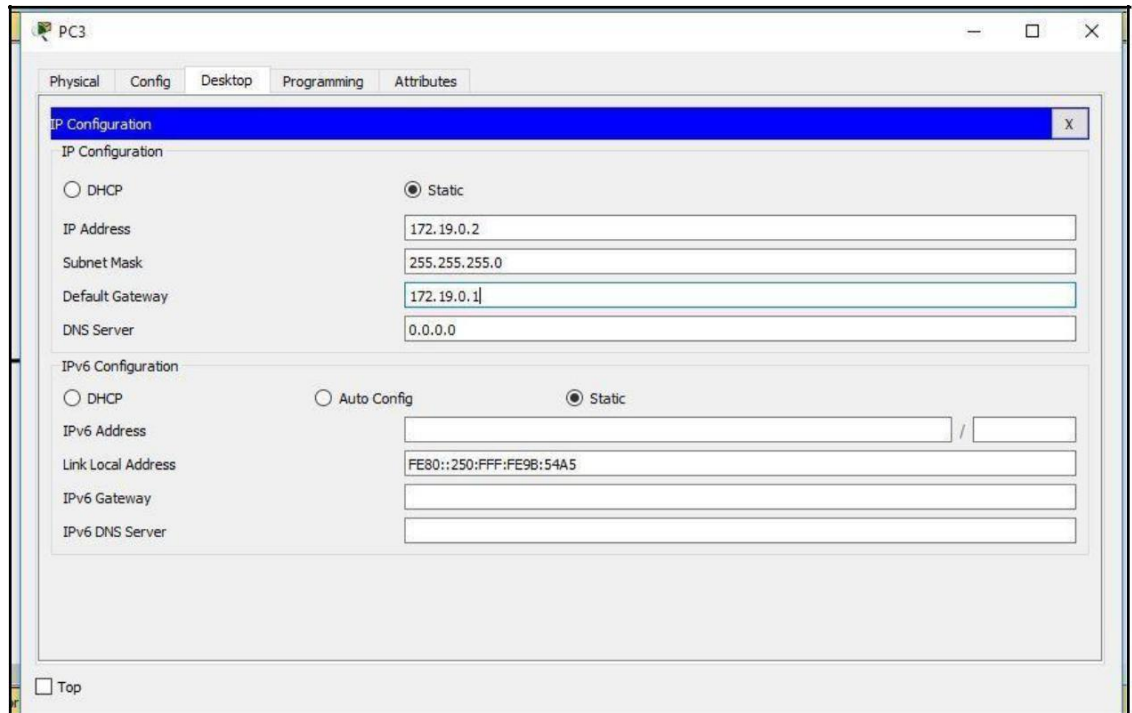 PC3
Physical Config Desktop Programming Attributes
IP Configuration X
IP Configuration
DHCP Static
IP Address 172.19.0.2
Subnet Mask 255.255.255.0
Default Gateway 172.19.0.1
DNS Server 0.0.0.0
IPv6 Configuration
DHCP Auto Config Static
IPv6 Address /
Link Local Address FE80::250:FFF:FE9B:54A5
IPv6 Gateway
IPv6 DNS Server
Top